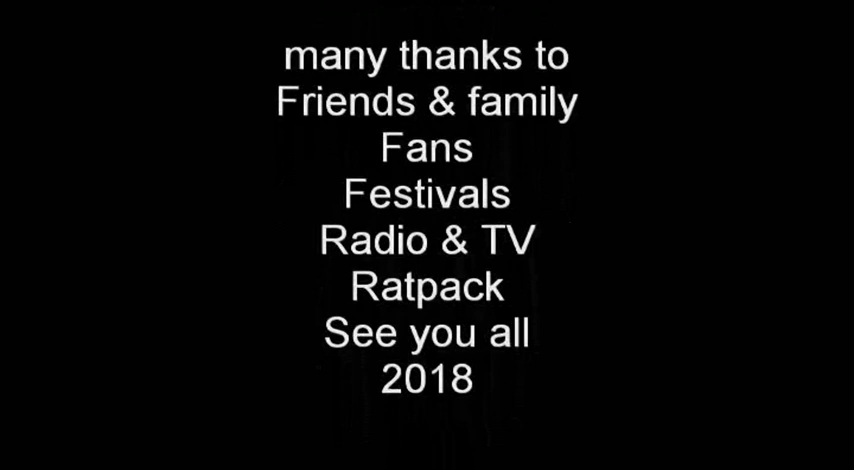 many thanks to
Friends & family
Fans
Festivals
Radio & TV
Ratpack
See you all
2018